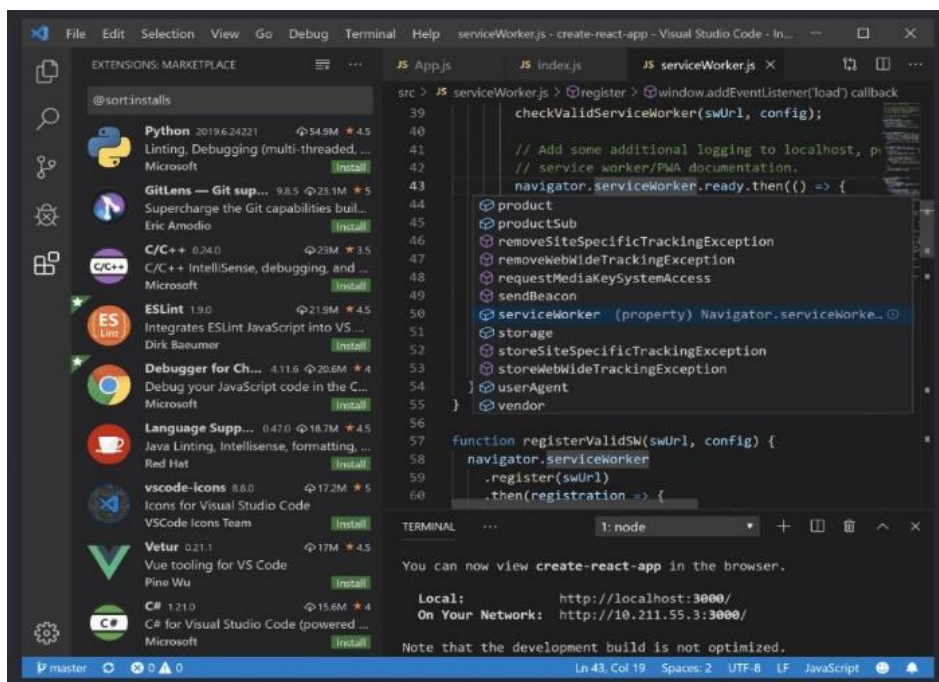 File Edit Selection View Go Debug Terminal Help serviceWorker.js - create-react-app - Visual Studio Code - In...
EXTENSIONS: MARKETPLACE
@sort:installs
Python 2019.6.24221 54.9M 4.5
Linting, Debugging (multi-threaded, ...
Microsoft Install
GitLens — Git sup... 9.8.5 23.1M 5
Supercharge the Git capabilities buil...
Eric Amodio Install
C/C++ 0.24.0 23M 3.5
C/C++ IntelliSense, debugging, and ...
Microsoft Install
ESLint 1.9.0 21.9M 4.5
Integrates ESLint JavaScript into VS ...
Dirk Baeumer Install
Debugger for Ch... 4.11.6 20.6M 4
Debug your JavaScript code in the C...
Microsoft Install
Language Supp... 0.47.0 18.7M 4.5
Java Linting, Intellisense, formatting, ...
Red Hat Install
vscode-icons 8.8.0 17.2M 5
Icons for Visual Studio Code
VSCode Icons Team Install
Vetur 0.21.1 17M 4.5
Vue tooling for VS Code
Pine Wu Install
C# 1.21.0 15.6M 4
C# for Visual Studio Code (powered ...
Microsoft Install
C/C++
ES
Lint
C#
JS App.js JS index.js JS serviceWorker.js
src > JS serviceWorker.js > register > window.addEventListener('load') callback
39 checkValidServiceWorker(swUrl, config);
40
41 // Add some additional logging to localhost, p
42 // service worker/PWA documentation.
43 navigator.serviceWorker.ready.then(() => {
44 product
45 productSub
46 removeSiteSpecificTrackingException
47 removeWebWideTrackingException
48 requestMediaKeySystemAccess
49 sendBeacon
50 serviceWorker (property) Navigator.serviceWorke...
51 storage
52 storeSiteSpecificTrackingException
53 storeWebWideTrackingException
54 } userAgent
55 } vendor
56
57 function registerValidSW(swUrl, config) {
58 navigator.serviceWorker
59 .register(swUrl)
60 .then(registration => {
TERMINAL ... 1: node
You can now view create-react-app in the browser.
Local: http://localhost:3000/
On Your Network: http://10.211.55.3:3000/
Note that the development build is not optimized.
master 0 0 Ln 43, Col 19 Spaces: 2 UTF-8 LF JavaScript